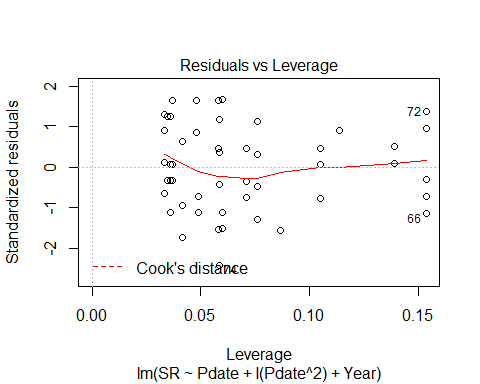 Residuals vs Leverage
Standardized residuals
2
1
0
-1
-2
72
66
Cook's distance
0.00
0.05
0.10
0.15
Leverage
lm(SR ~ Pdate + I(Pdate^2) + Year)